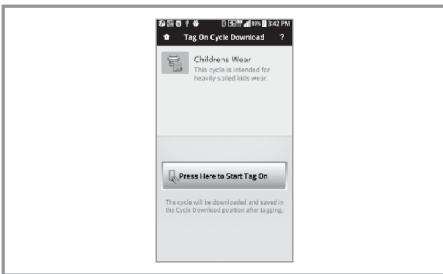 3:42 PM
Tag On Cycle Download ?
Childrens Wear
This cycle is intended for
heavily soiled kids wear.
Press Here to Start Tag On
The cycle will be downloaded and saved in
the Cycle Download position after tagging.